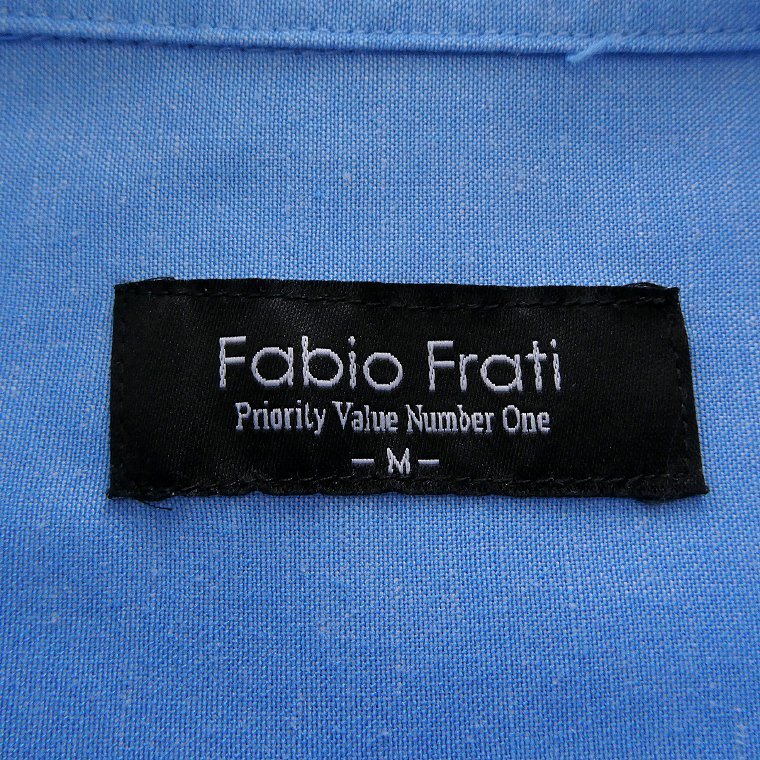 Fabio Frati
Priority Value Number One
– M –